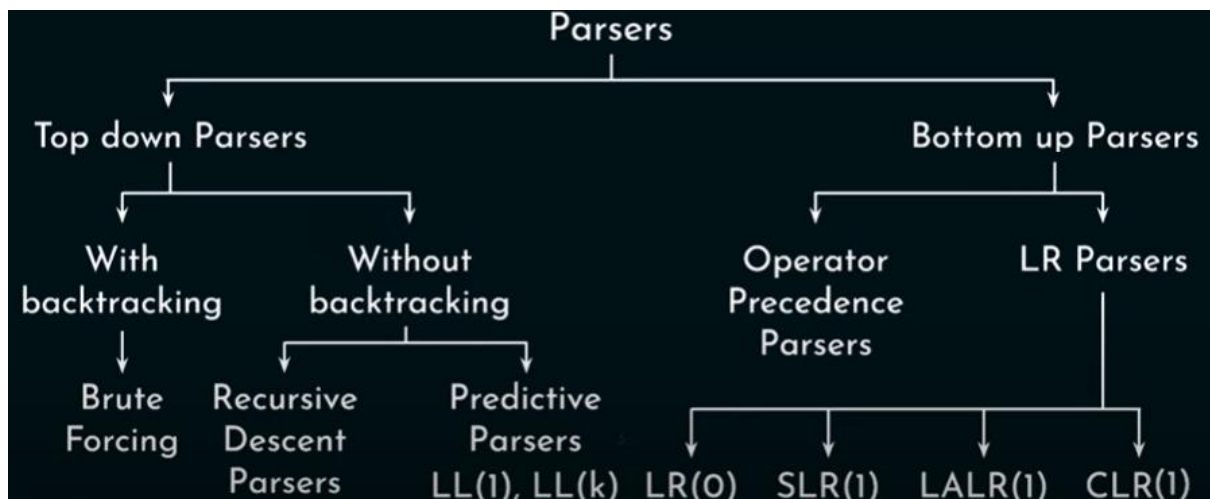 Parsers
Top down Parsers
Bottom up Parsers
With
backtracking
Without
backtracking
Operator
Precedence
Parsers
LR Parsers
Brute
Forcing
Recursive
Descent
Parsers
Predictive
Parsers
LL(1), LL(k)
LR(0)
SLR(1)
LALR(1)
CLR(1)